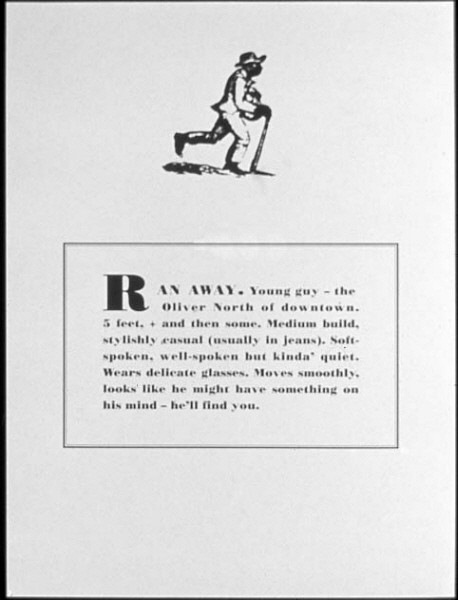 RAN AWAY. Young guy – the
Oliver North of downtown.
5 feet, + and then some. Medium build,
stylishly casual (usually in jeans). Soft-
spoken, well-spoken but kinda' quiet.
Wears delicate glasses. Moves smoothly,
looks like he might have something on
his mind – he'll find you.